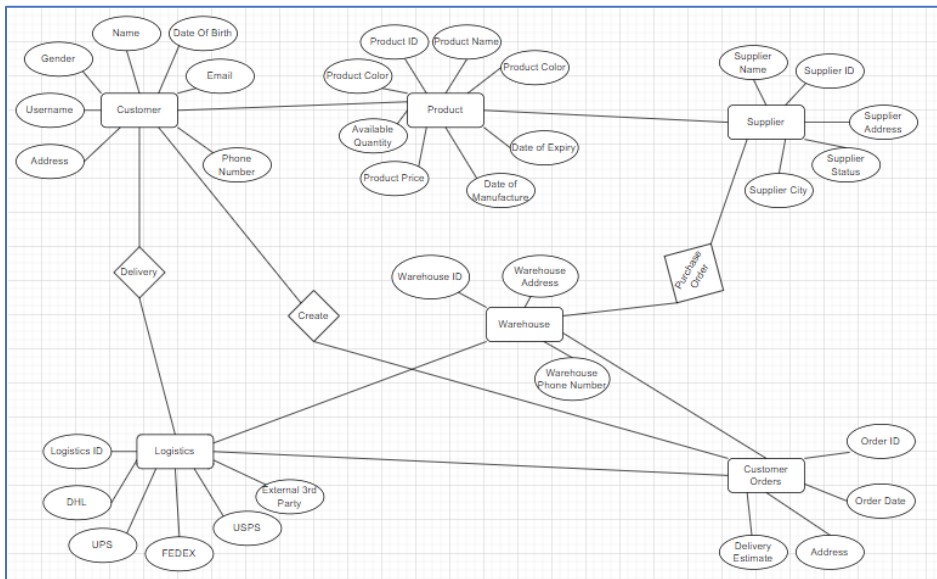 Name
Date Of Birth
Gender
Email
Username
Customer
Address
Phone
Number
Product ID
Product Name
Product Color
Product Color
Product
Available
Quantity
Date of Expiry
Product Price
Date of
Manufacture
Supplier
Name
Supplier ID
Supplier
Supplier
Address
Supplier
Status
Supplier City
Delivery
Create
Purchase
Order
Warehouse ID
Warehouse
Address
Warehouse
Warehouse
Phone Number
Logistics ID
Logistics
DHL
External 3rd
Party
UPS
USPS
FEDEX
Order ID
Customer
Orders
Order Date
Delivery
Estimate
Address